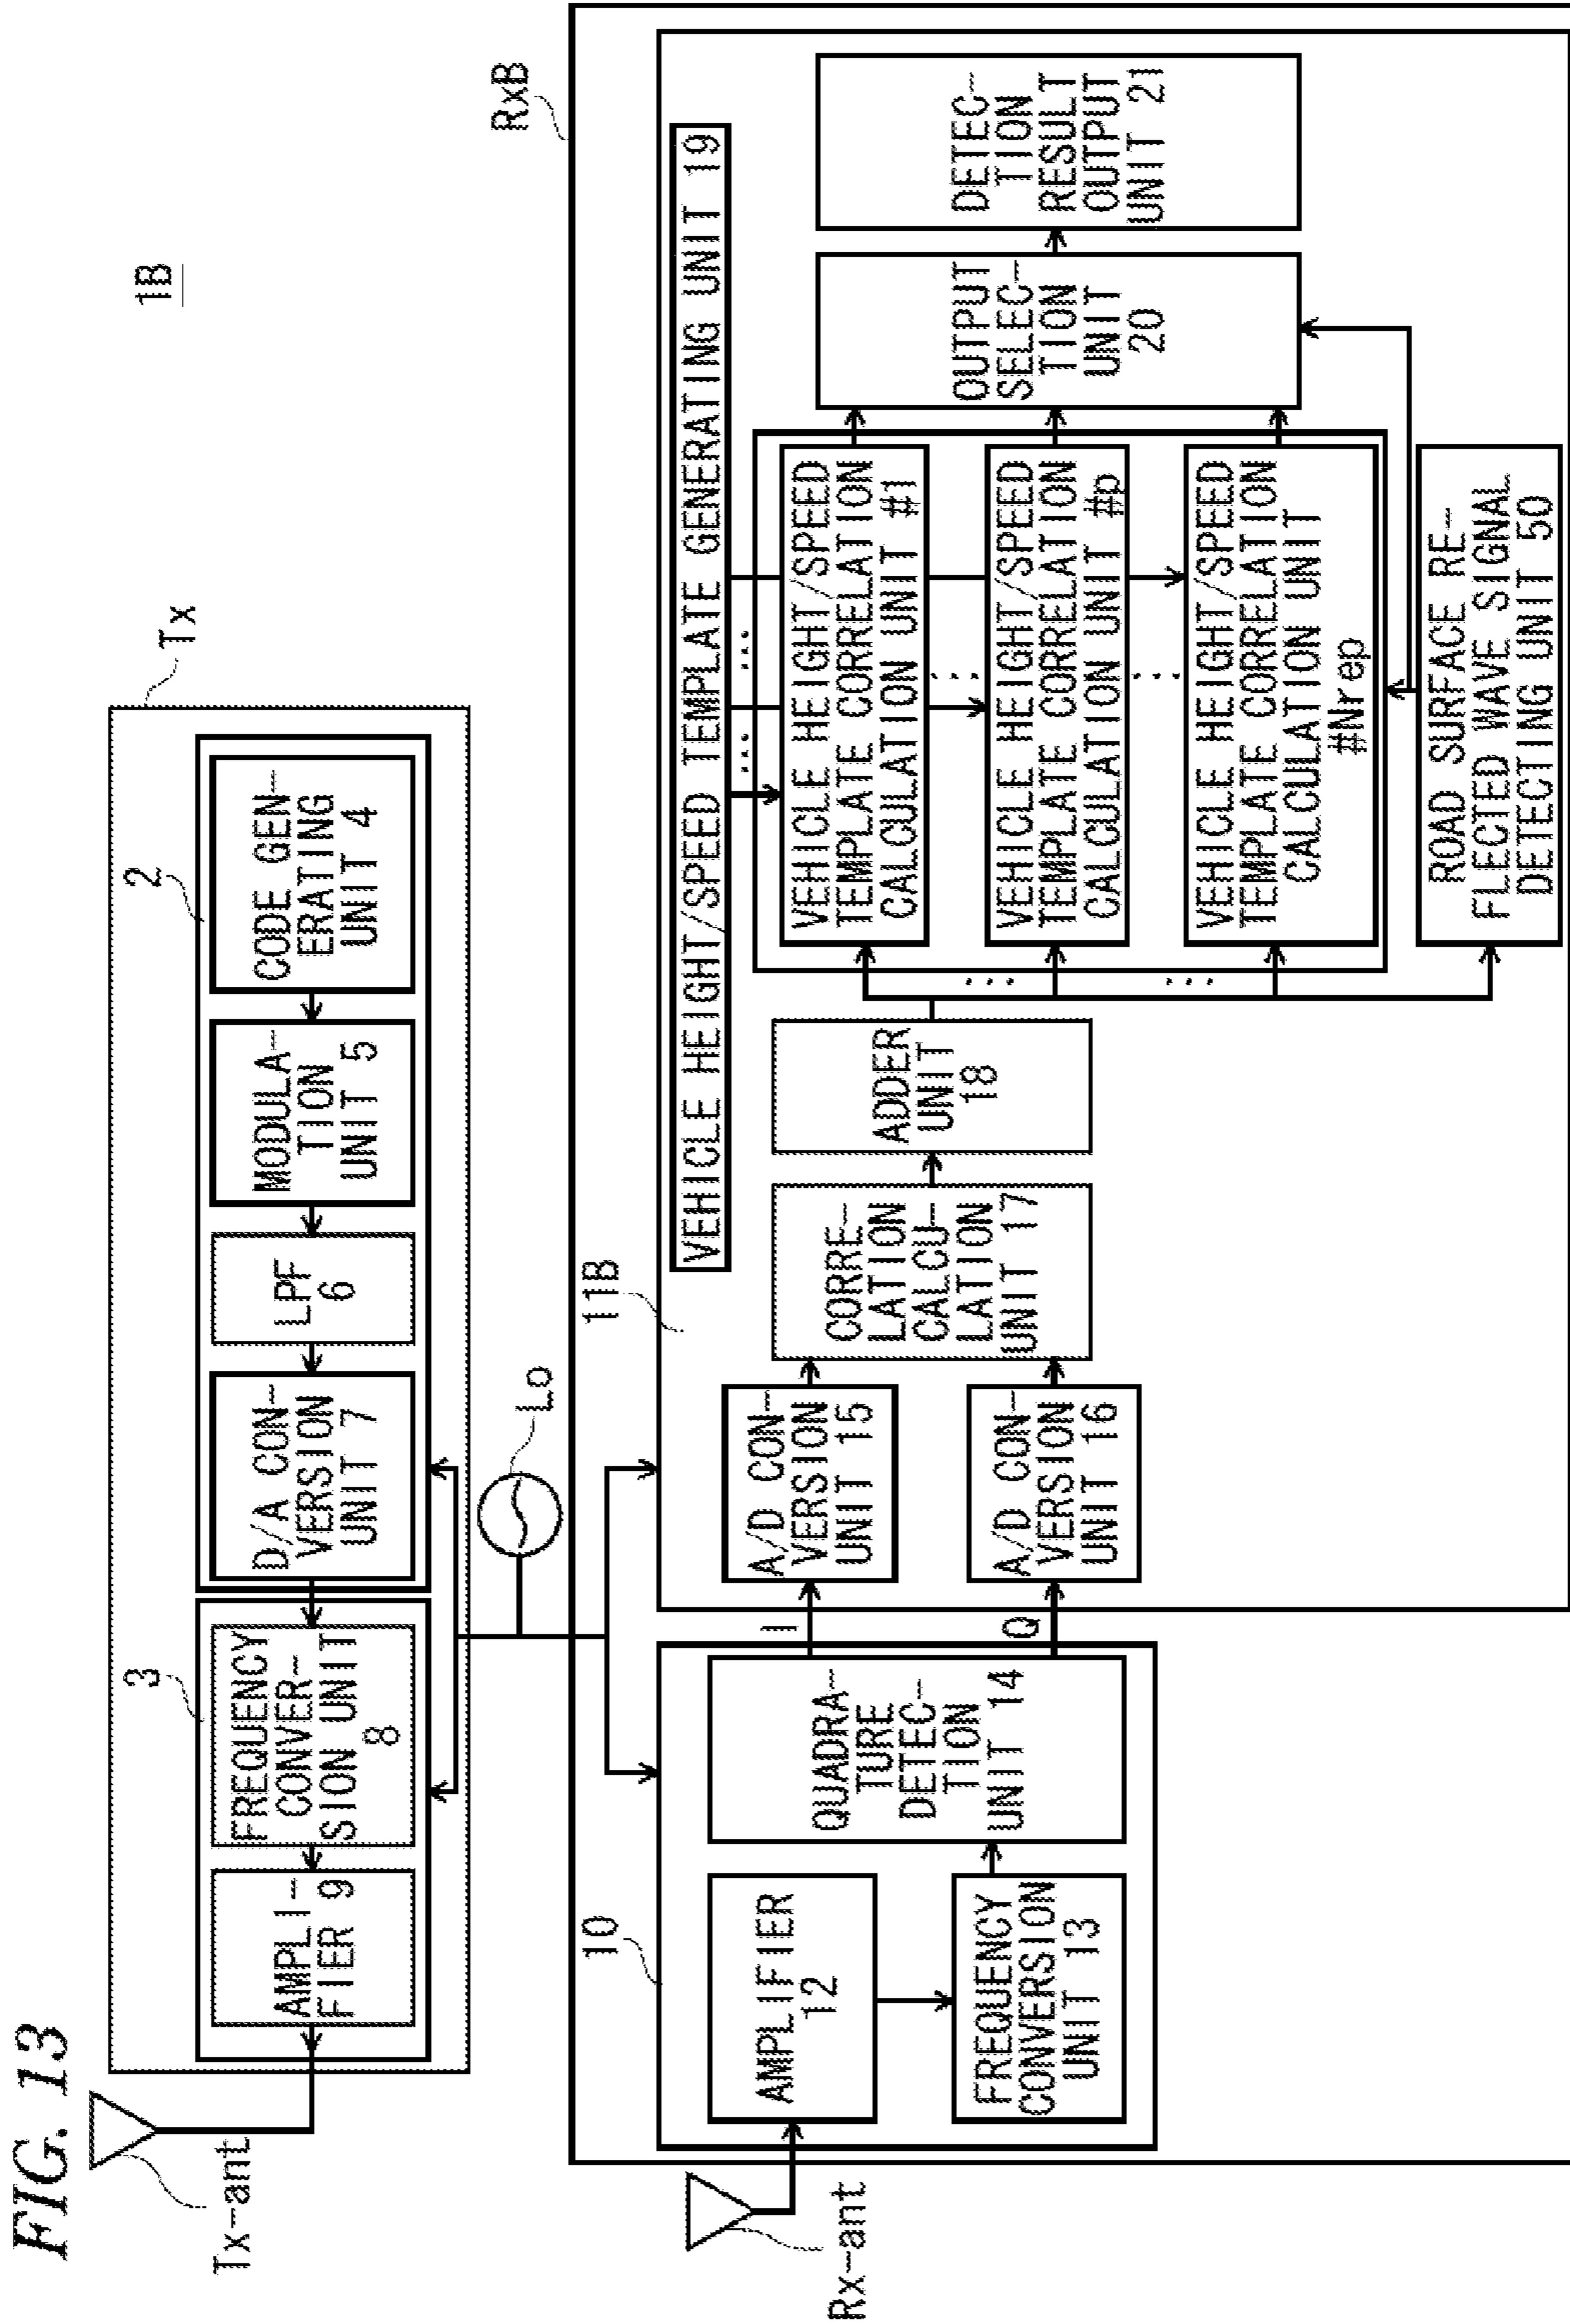 FIG. 13
1B
Tx
Tx-ant
3
2
AMPLI-
FIER 9
FREQUENCY
CONVER-
SION UNIT
8
D/A CON-
VERSION
UNIT 7
LPF
6
MODULA-
TION
UNIT 5
CODE GEN-
ERATING
UNIT 4
Lo
RxB
Rx-ant
10
AMPLIFIER
12
FREQUENCY
CONVERSION
UNIT 13
QUADRA-
TURE
DETEC-
TION
UNIT 14
I
Q
11B
A/D CON-
VERSION
UNIT 15
A/D CON-
VERSION
UNIT 16
CORRE-
LATION
CALCU-
LATION
UNIT 17
ADDER
UNIT
18
VEHICLE HEIGHT/SPEED TEMPLATE GENERATING UNIT 19
... ...
VEHICLE HEIGHT/SPEED
TEMPLATE CORRELATION
CALCULATION UNIT #1
... ...
VEHICLE HEIGHT/SPEED
TEMPLATE CORRELATION
CALCULATION UNIT #p
... ...
VEHICLE HEIGHT/SPEED
TEMPLATE CORRELATION
CALCULATION UNIT
#Nrep
ROAD SURFACE RE-
FLECTED WAVE SIGNAL
DETECTING UNIT 50
OUTPUT
SELEC-
TION
UNIT
20
DETEC-
TION
RESULT
OUTPUT
UNIT 21